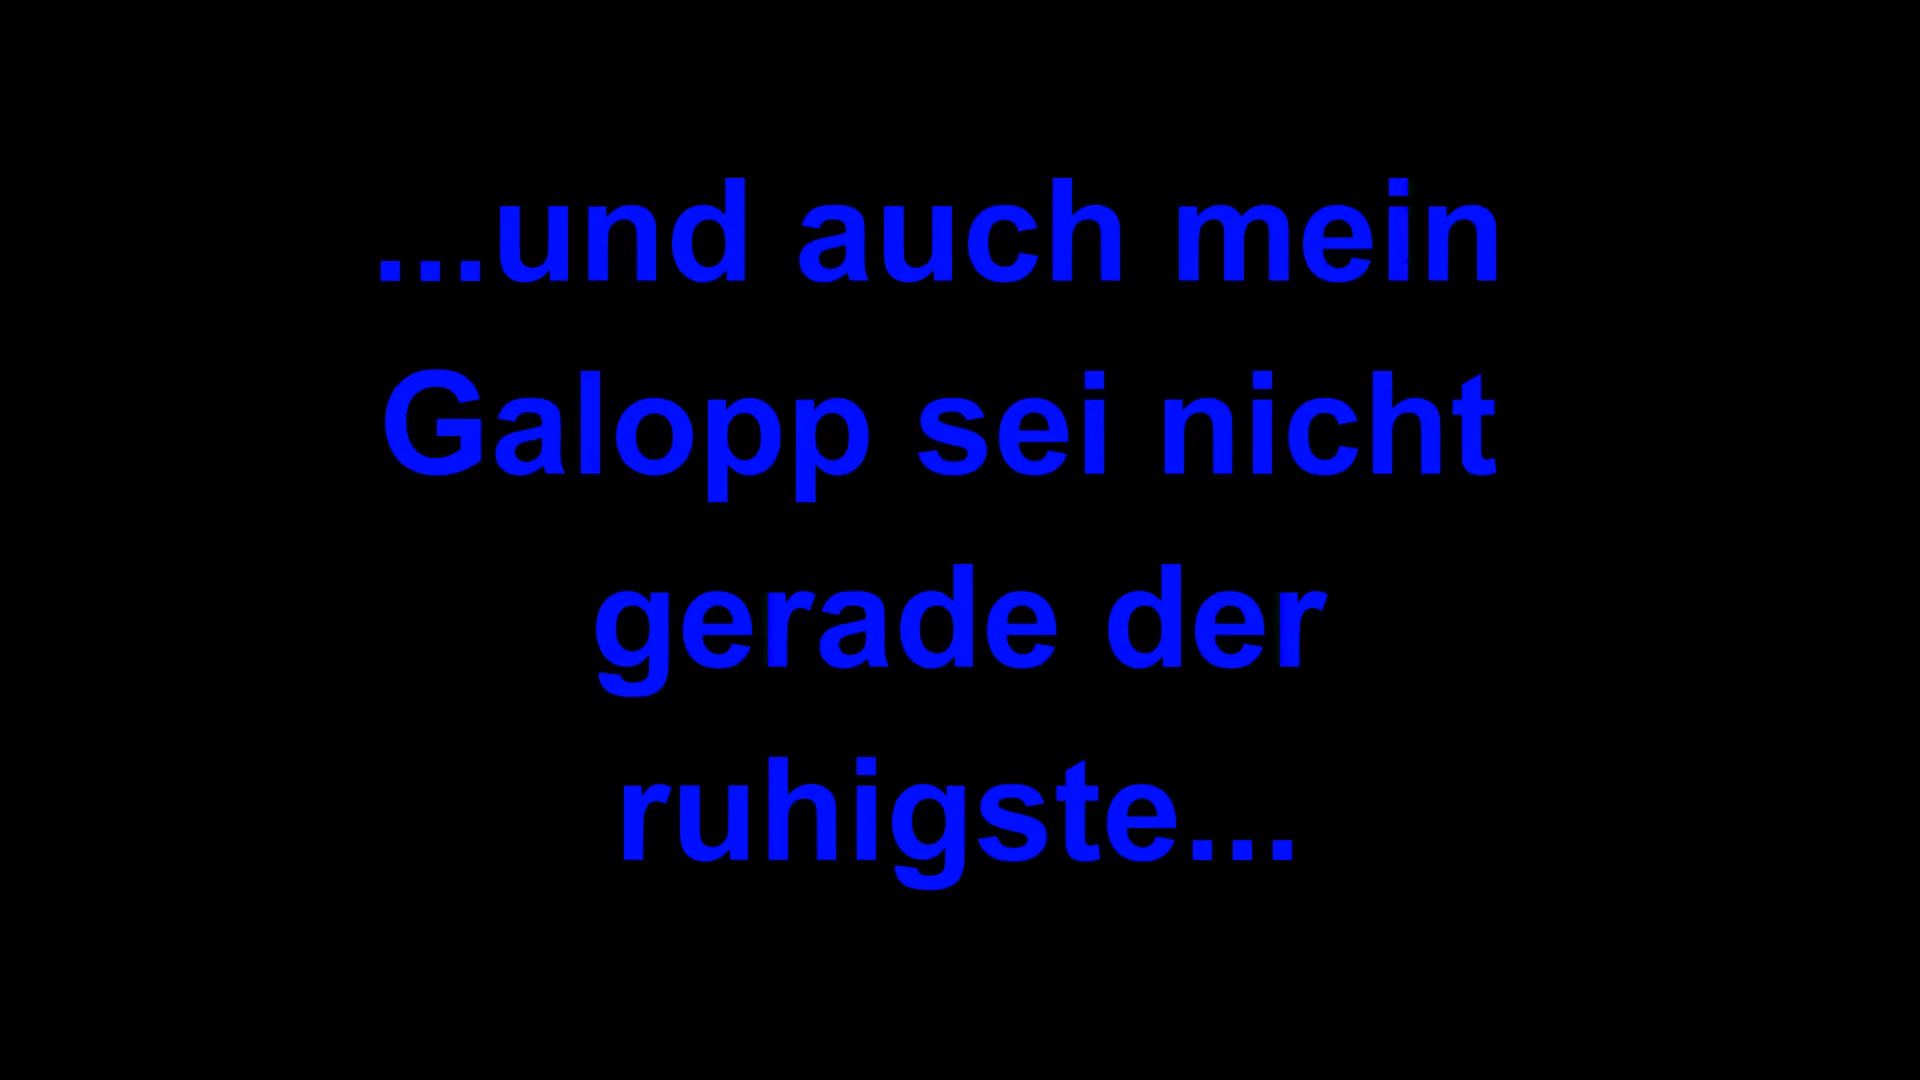 ...und auch mein
Galopp sei nicht
gerade der
ruhigste...